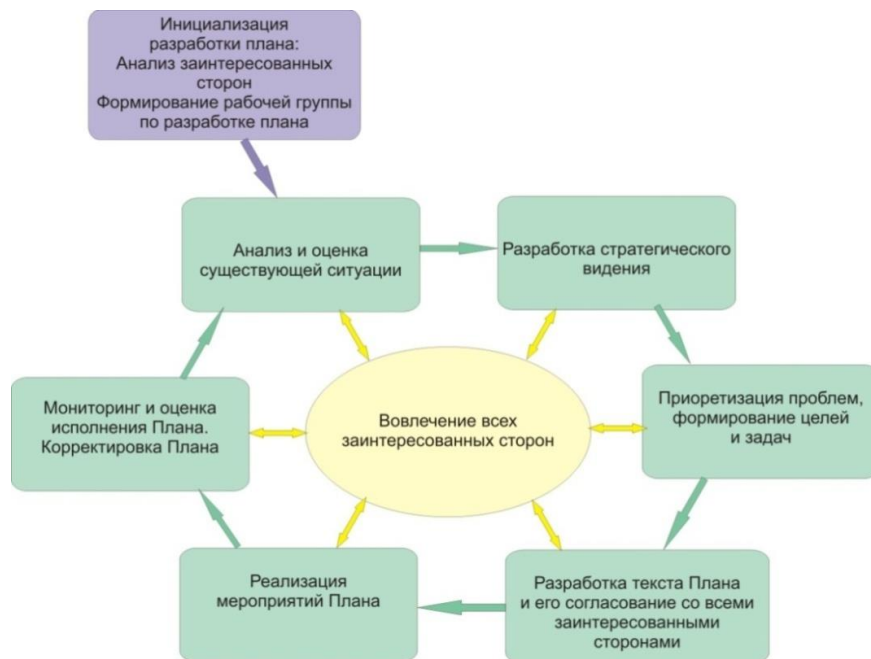 Инициализация
разработки плана:
Анализ заинтересованных
сторон
Формирование рабочей группы
по разработке плана
Анализ и оценка
существующей ситуации
Разработка стратегического
видения
Приоретизация проблем,
формирование целей
и задач
Разработка текста Плана
и его согласование со всеми
заинтересованными
сторонами
Реализация
мероприятий Плана
Мониторинг и оценка
исполнения Плана.
Корректировка Плана
Вовлечение всех
заинтересованных сторон